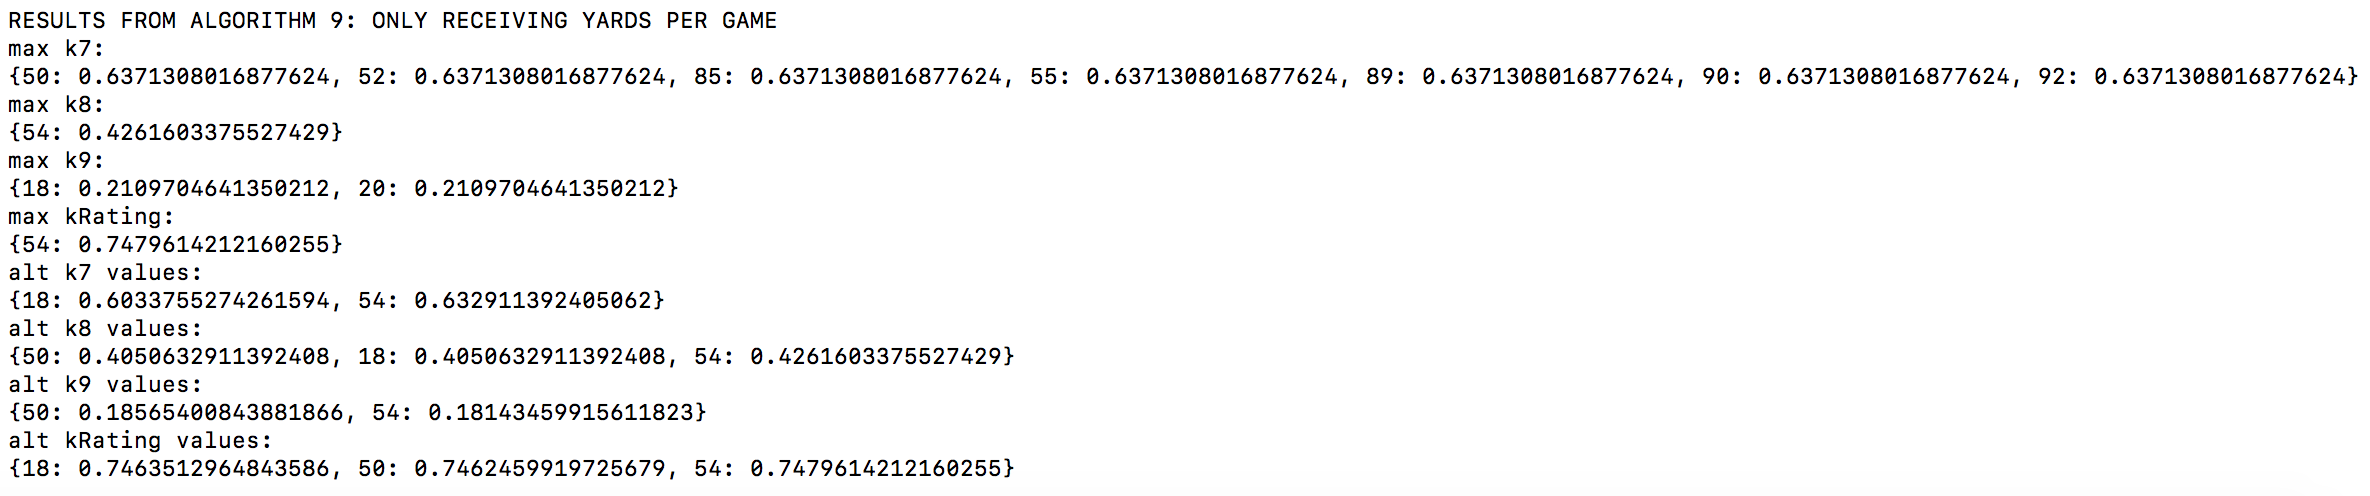 RESULTS FROM ALGORITHM 9: ONLY RECEIVING YARDS PER GAME
max k7:
{50: 0.6371308016877624, 52: 0.6371308016877624, 85: 0.6371308016877624, 55: 0.6371308016877624, 89: 0.6371308016877624, 90: 0.6371308016877624, 92: 0.6371308016877624}
max k8:
{54: 0.4261603375527429}
max k9:
{18: 0.2109704641350212, 20: 0.2109704641350212}
max kRating:
{54: 0.7479614212160255}
alt k7 values:
{18: 0.6033755274261594, 54: 0.632911392405062}
alt k8 values:
{50: 0.4050632911392408, 18: 0.4050632911392408, 54: 0.4261603375527429}
alt k9 values:
{50: 0.18565400843881866, 54: 0.181434599156118​23}
alt kRating values:
{18: 0.7463512964843586, 50: 0.7462459919725679, 54: 0.7479614212160255}